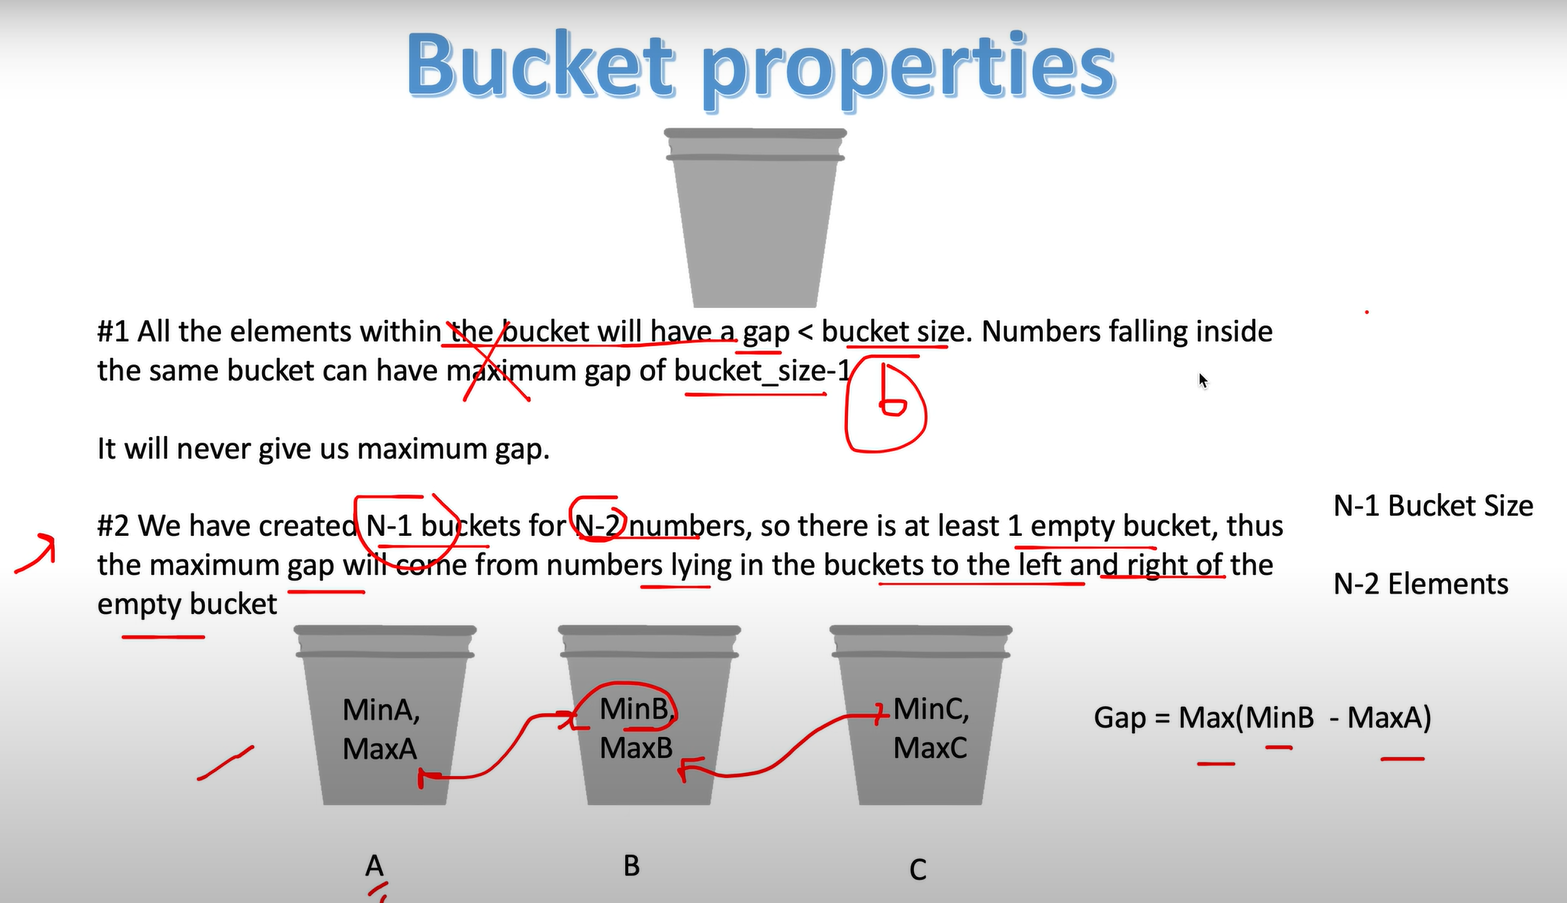 Bucket properties
#1 All the elements within the bucket will have a gap < bucket size. Numbers falling inside
the same bucket can have maximum gap of bucket_size-1
b
It will never give us maximum gap.
N-1 Bucket Size
#2 We have created N-1 buckets for N-2 numbers, so there is at least 1 empty bucket, thus
the maximum gap will come from numbers lying in the buckets to the left and right of the
empty bucket
N-2 Elements
MinA,
MaxA
MinB,
MaxB
MinC,
MaxC
Gap = Max(MinB - MaxA)
A
B
C